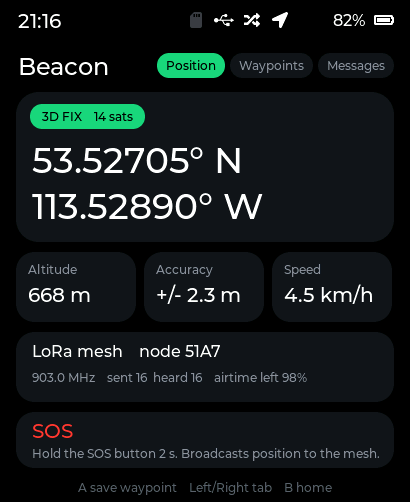 21:16 82%
Beacon Position Waypoints Messages
3D FIX 14 sats
53.52705° N
113.52890° W
Altitude Accuracy Speed
668 m +/- 2.3 m 4.5 km/h
LoRa mesh node 51A7
903.0 MHz sent 16 heard 16 airtime left 98%
SOS
Hold the SOS button 2 s. Broadcasts position to the mesh.
A save waypoint Left/Right tab B home